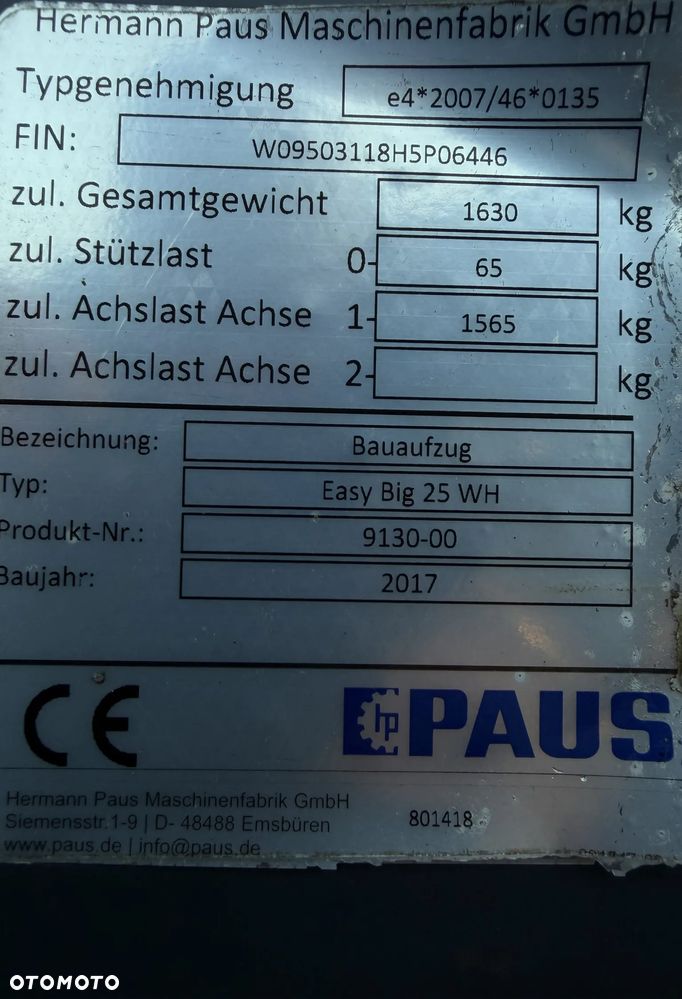 Hermann Paus Maschinenfabrik GmbH
Typgenehmigung e4*2007/46*0135
FIN: W09503118H5P06446
zul. Gesamtgewicht 1630 kg
zul. Stützlast 0- 65 kg
zul. Achslast Achse 1- 1565 kg
zul. Achslast Achse 2- kg
Bezeichnung: Bauaufzug
Typ: Easy Big 25 WH
Produkt-Nr.: 9130-00
Baujahr: 2017
CE hp PAUS
Hermann Paus Maschinenfabrik GmbH
Siemensstr.1-9 | D- 48488 Emsbüren 801418
www.paus.de | info@paus.de
OTOMOTO